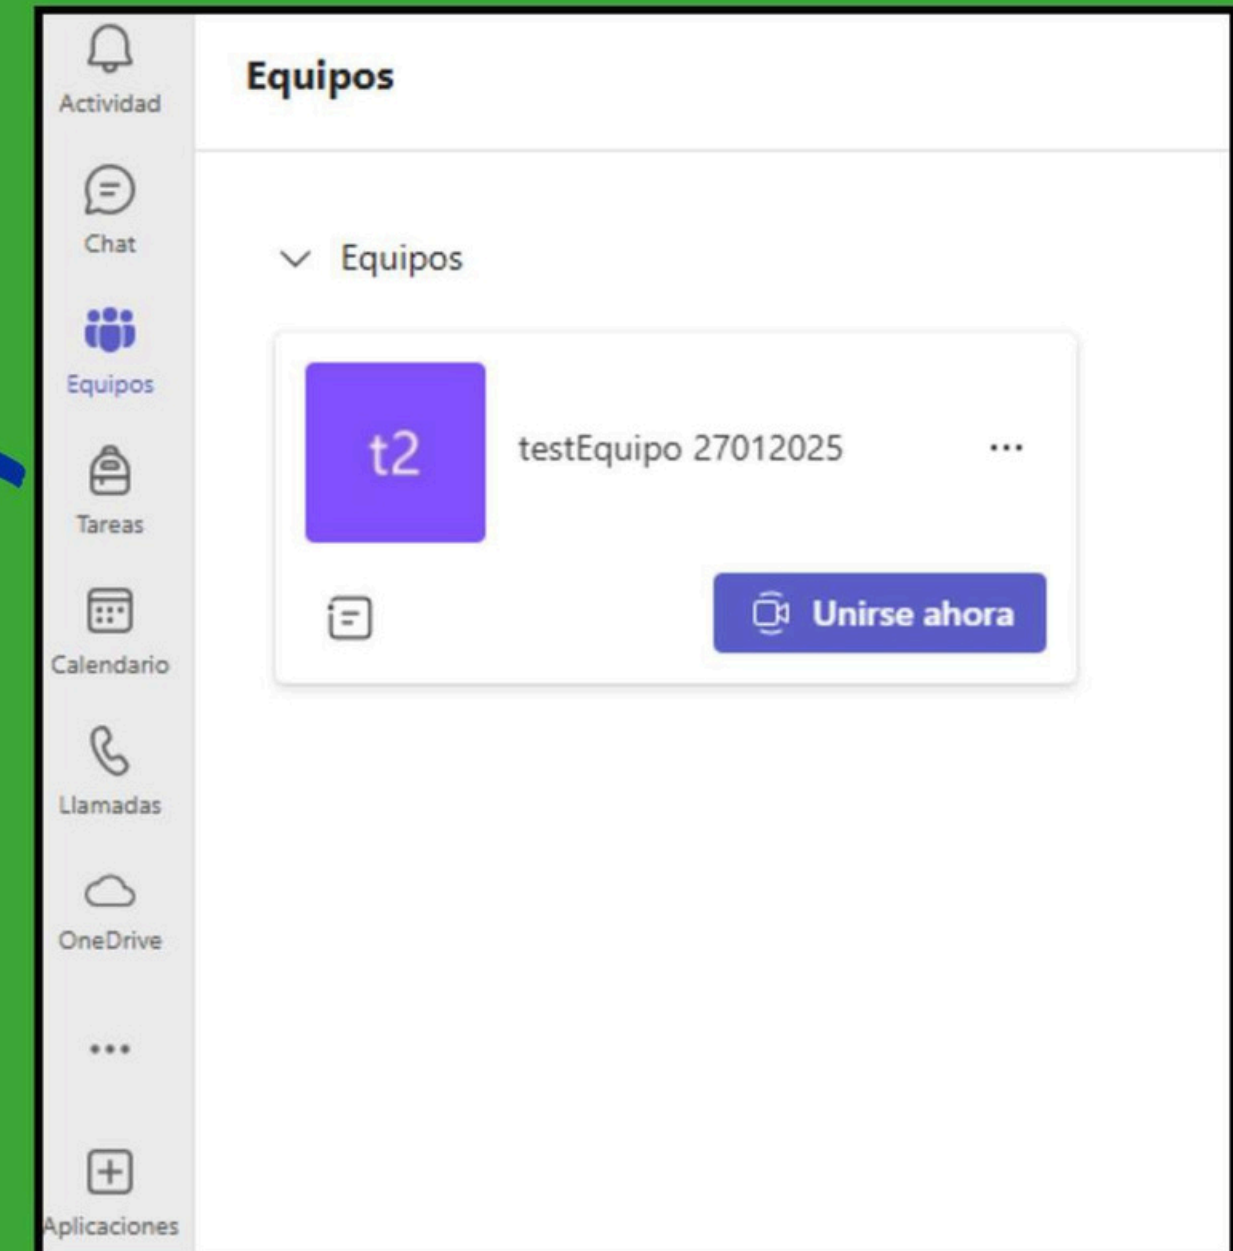 Actividad
Chat
Equipos
Tareas
Calendario
Llamadas
OneDrive
Aplicaciones
Equipos
Equipos
t2
testEquipo 27012025
Unirse ahora